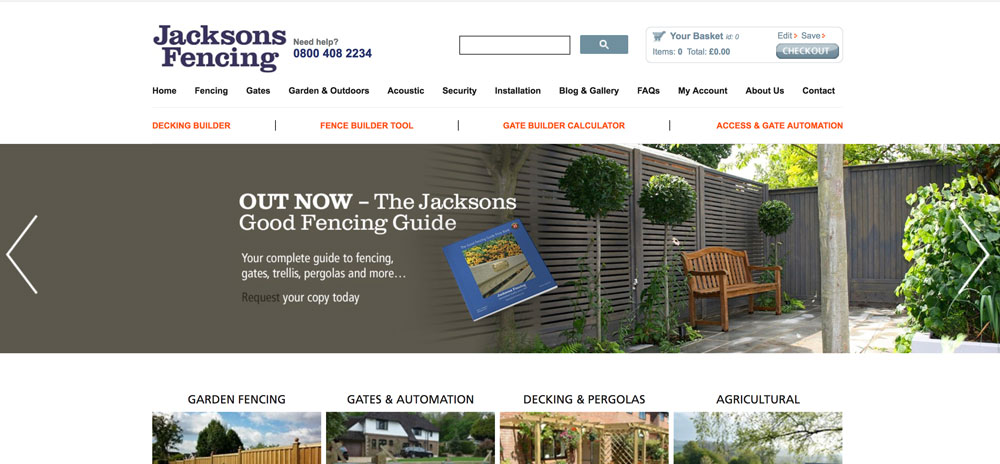 Jacksons
Fencing
Need help?
0800 408 2234
Your Basket id: 0
Edit Save
Items: 0 Total: £0.00
CHECKOUT
Home Fencing Gates Garden & Outdoors Acoustic Security Installation Blog & Gallery FAQs My Account About Us Contact
DECKING BUILDER FENCE BUILDER TOOL GATE BUILDER CALCULATOR ACCESS & GATE AUTOMATION
OUT NOW – The Jacksons
Good Fencing Guide
Your complete guide to fencing,
gates, trellis, pergolas and more…
Request your copy today
Jacksons Fencing
GARDEN FENCING GATES & AUTOMATION DECKING & PERGOLAS AGRICULTURAL